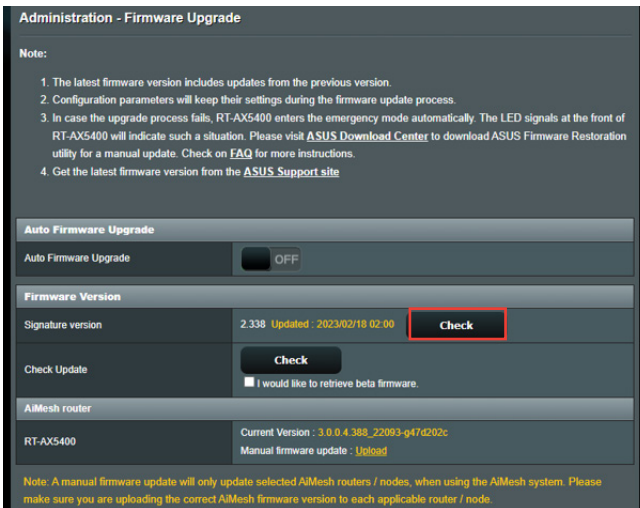 Administration - Firmware Upgrade
Note:
1. The latest firmware version includes updates from the previous version.
2. Configuration parameters will keep their settings during the firmware update process.
3. In case the upgrade process fails, RT-AX5400 enters the emergency mode automatically. The LED signals at the front of
RT-AX5400 will indicate such a situation. Please visit ASUS Download Center to download ASUS Firmware Restoration
utility for a manual update. Check on FAQ for more instructions.
4. Get the latest firmware version from the ASUS Support site
Auto Firmware Upgrade
Auto Firmware Upgrade OFF
Firmware Version
Signature version 2.338 Updated : 2023/02/18 02:00 Check
Check Update Check
I would like to retrieve beta firmware.
AiMesh router
RT-AX5400 Current Version : 3.0.0.4.388_22093-g47d202c
Manual firmware update : Upload
Note: A manual firmware update will only update selected AiMesh routers / nodes, when using the AiMesh system. Please
make sure you are uploading the correct AiMesh firmware version to each applicable router / node.